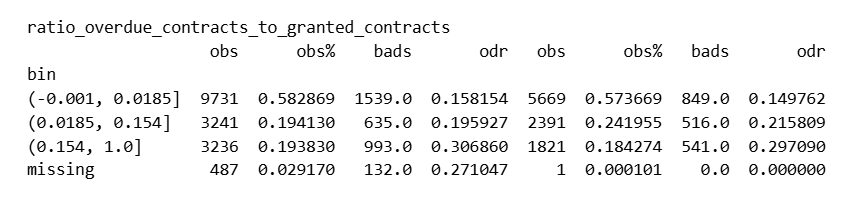 ratio_overdue_contracts_to_granted_contracts
obs obs% bads odr obs obs% bads odr
bin
(-0.001, 0.0185] 9731 0.582869 1539.0 0.158154 5669 0.573669 849.0 0.149762
(0.0185, 0.154] 3241 0.194130 635.0 0.195927 2391 0.241955 516.0 0.215809
(0.154, 1.0] 3236 0.193830 993.0 0.306860 1821 0.184274 541.0 0.297090
missing 487 0.029170 132.0 0.271047 1 0.000101 0.0 0.000000